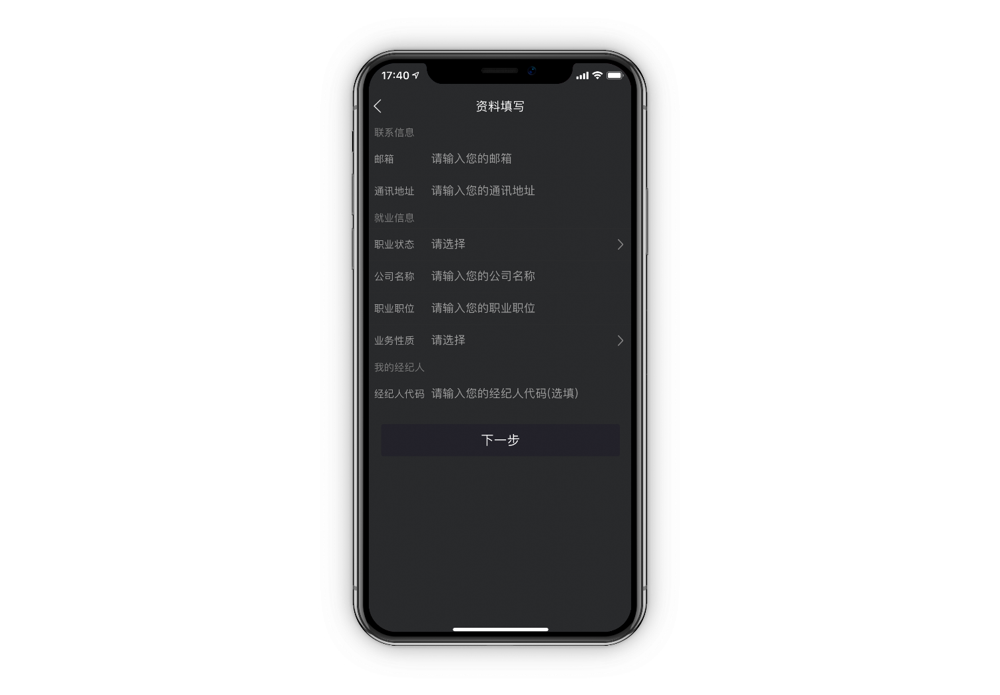 17:40
资料填写
联系信息
邮箱 请输入您的邮箱
通讯地址 请输入您的通讯地址
就业信息
职业状态 请选择
公司名称 请输入您的公司名称
职业职位 请输入您的职业职位
业务性质 请选择
我的经纪人
经纪人代码 请输入您的经纪人代码(选填)
下一步